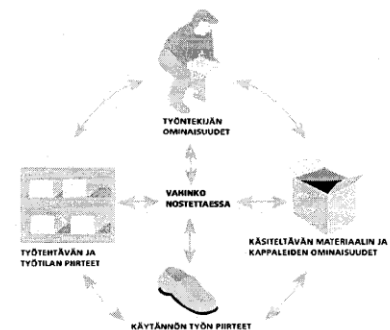 TYÖNTEKIJÄN
OMINAISUUDET
VAHINKO
NOSTETTAESSA
TYÖTEHTÄVÄN JA
TYÖTILAN PIIRTEET
KÄSITELTÄVÄN MATERIAALIN JA
KAPPALEIDEN OMINAISUUDET
KÄYTÄNNÖN TYÖN PIIRTEET